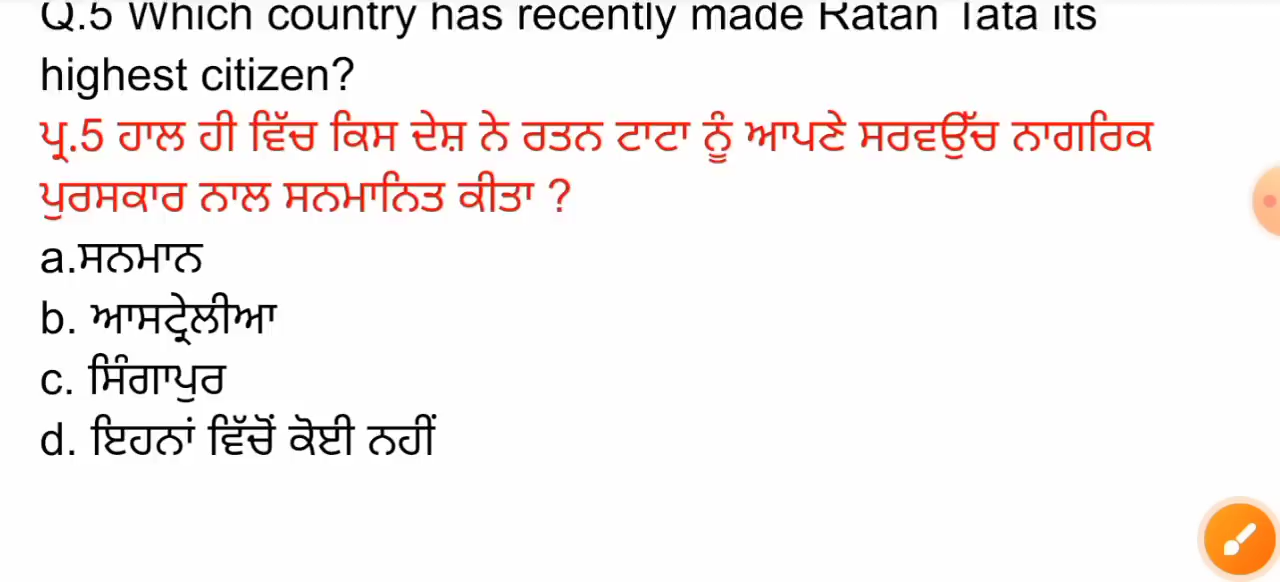 Q.5 Which country has recently made Ratan Tata its
highest citizen?
ਪ੍ਰ.5 ਹਾਲ ਹੀ ਵਿੱਚ ਕਿਸ ਦੇਸ਼ ਨੇ ਰਤਨ ਟਾਟਾ ਨੂੰ ਆਪਣੇ ਸਰਵਉੱਚ ਨਾਗਰਿਕ
ਪੁਰਸਕਾਰ ਨਾਲ ਸਨਮਾਨਿਤ ਕੀਤਾ ?
a.ਸਨਮਾਨ
b. ਆਸਟ੍ਰੇਲੀਆ
c. ਸਿੰਗਾਪੁਰ
d. ਇਹਨਾਂ ਵਿੱਚੋਂ ਕੋਈ ਨਹੀਂ